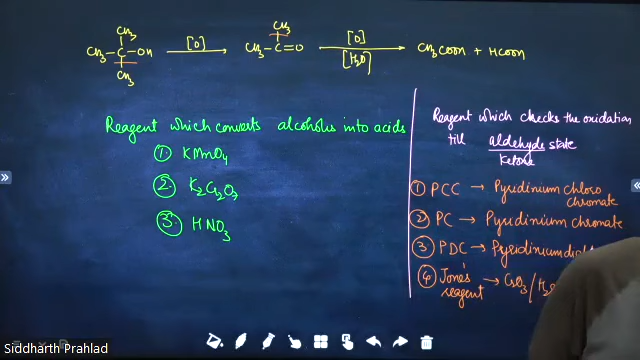 CH₃ CH₃
CH₃-C-OH [O] CH₃-C=O [O] [H₂O] CH₃COOH + HCOOH
CH₃
Reagent which converts alcohols into acids
① KMnO₄
② K₂Cr₂O₇
③ HNO₃
Reagent which checks the oxidation
till aldehyde state
ketone
① PCC → Pyridinium chloro
chromate
② PC → Pyridinium chromate
③ PDC →
④ Jones reagent → CrO₃/
Siddharth Prahlad